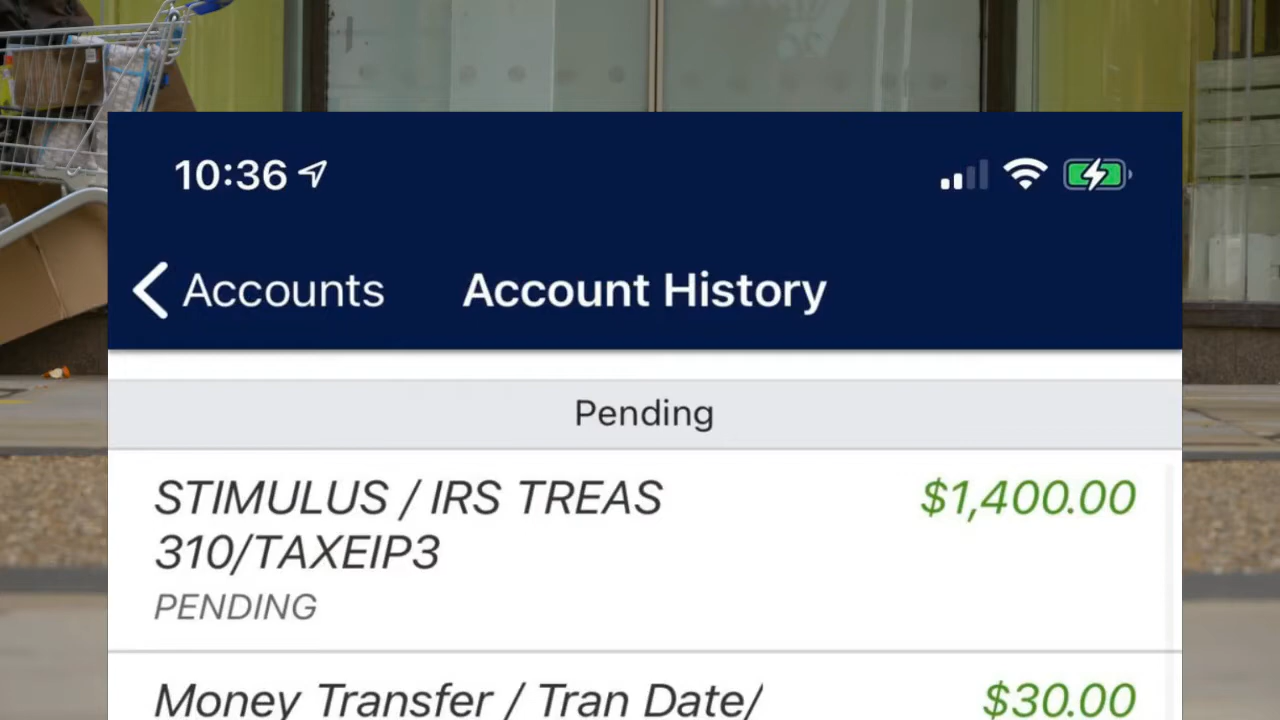 10:36
Accounts
Account History
Pending
STIMULUS / IRS TREAS $1,400.00
310/TAXEIP3
PENDING
Money Transfer / Tran Date/ $30.00